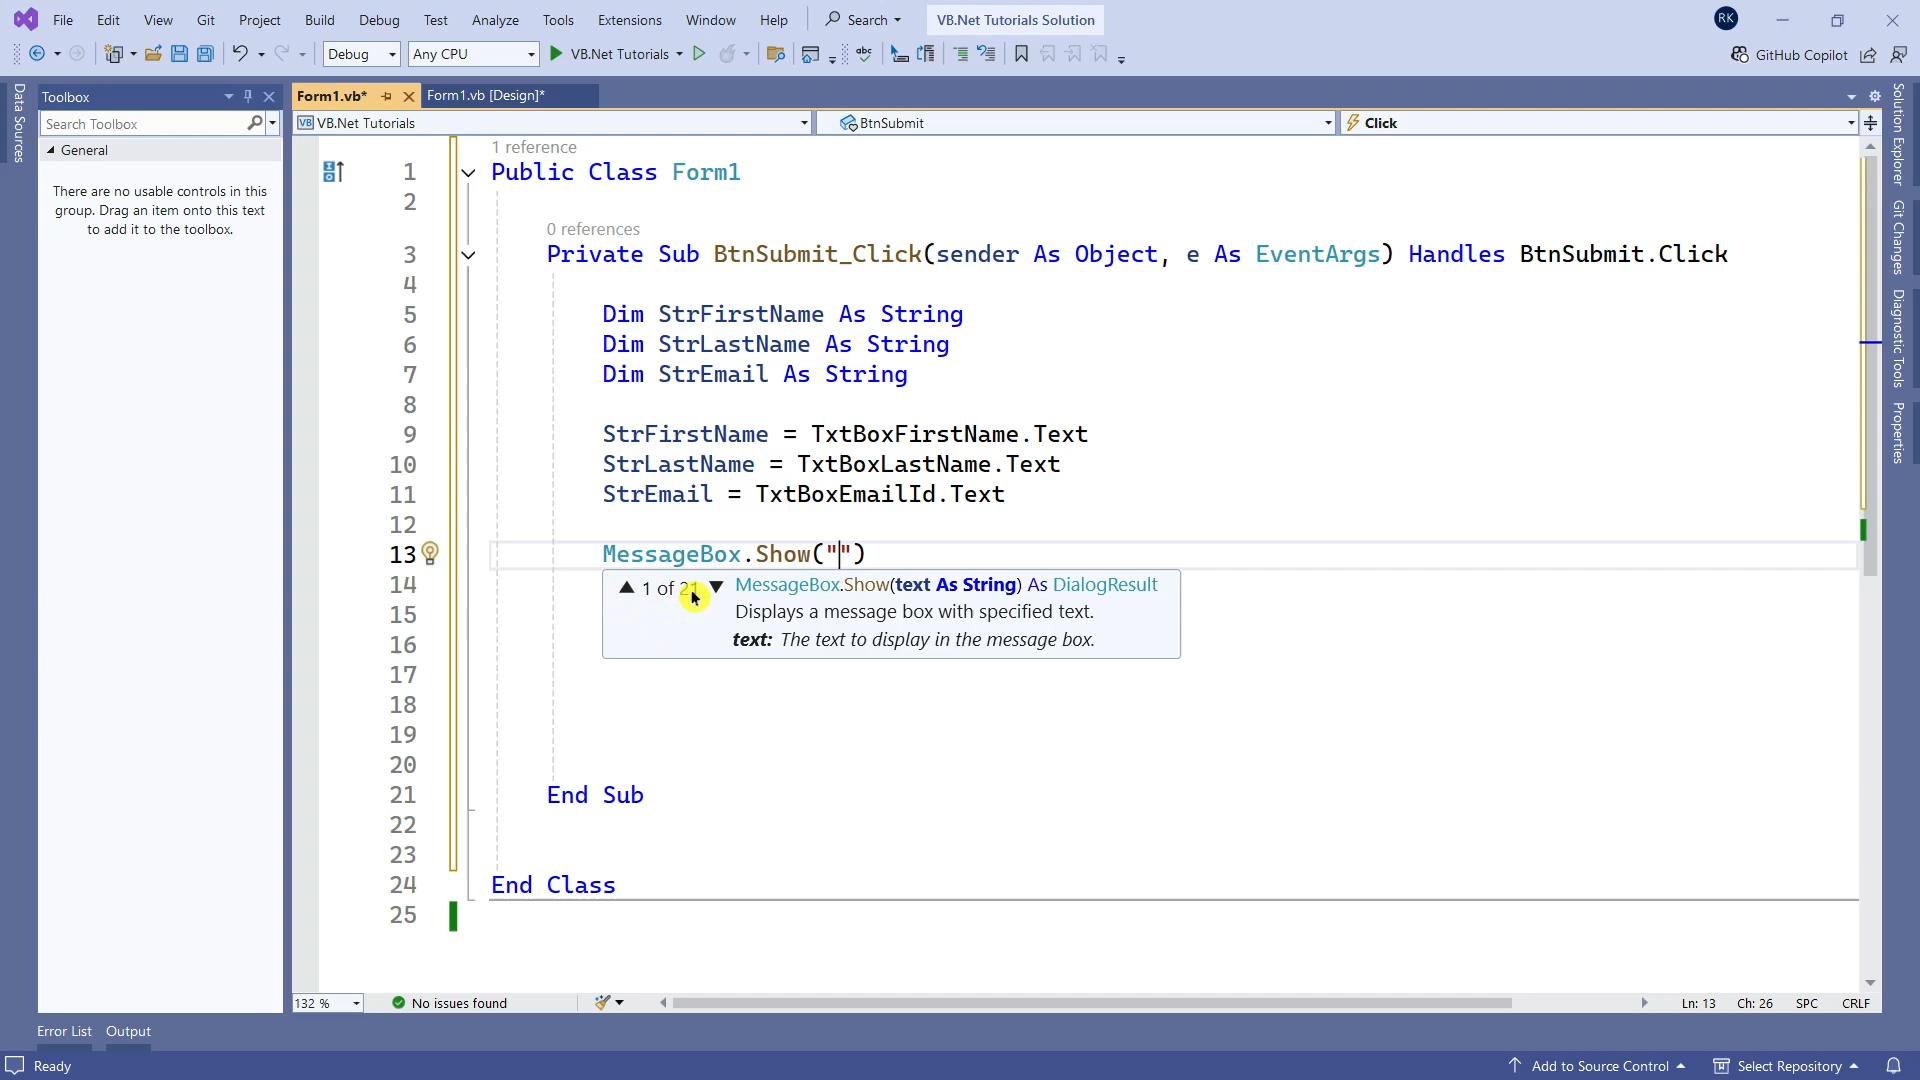 File Edit View Git Project Build Debug Test Analyze Tools Extensions Window Help Search VB.Net Tutorials Solution RK
Debug Any CPU VB.Net Tutorials abc GitHub Copilot
Data Sources
Toolbox
Search Toolbox
General
There are no usable controls in this
group. Drag an item onto this text
to add it to the toolbox.
Form1.vb* Form1.vb [Design]*
VB VB.Net Tutorials BtnSubmit Click
1 reference
1 Public Class Form1
2
0 references
3 Private Sub BtnSubmit_Click(sender As Object, e As EventArgs) Handles BtnSubmit.Click
4
5 Dim StrFirstName As String
6 Dim StrLastName As String
7 Dim StrEmail As String
8
9 StrFirstName = TxtBoxFirstName.Text
10 StrLastName = TxtBoxLastName.Text
11 StrEmail = TxtBoxEmailId.Text
12
13 MessageBox.Show("")
14 1 of 21 MessageBox.Show(text As String) As DialogResult
15 Displays a message box with specified text.
16 text: The text to display in the message box.
17
18
19
20
21 End Sub
22
23
24 End Class
25
132 % No issues found Ln: 13 Ch: 26 SPC CRLF
Solution Explorer
Git Changes
Diagnostic Tools
Properties
Error List Output
Ready Add to Source Control Select Repository